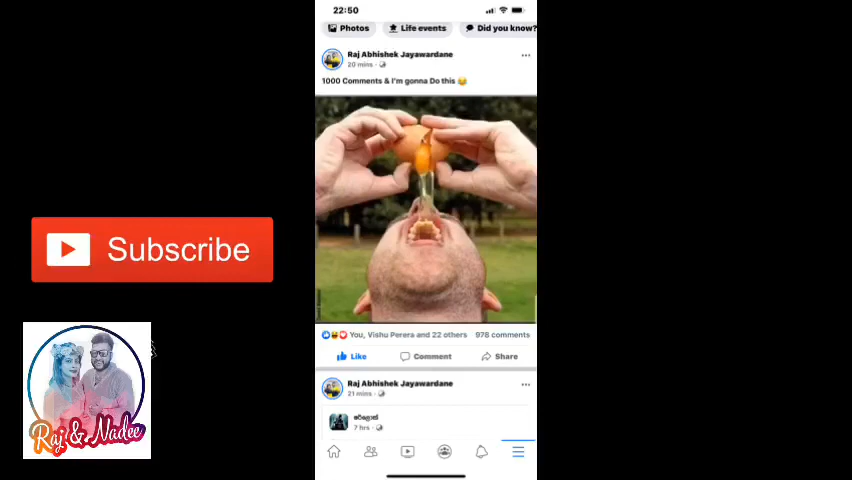 22:50
Photos
Life events
Did you know?
Raj Abhishek Jayawardane
20 mins
1000 Comments & I'm gonna Do this 😂
You, Vishu Perera and 22 others
978 comments
Like
Comment
Share
Raj Abhishek Jayawardane
21 mins
7 hrs
Subscribe
Raj & Nadee